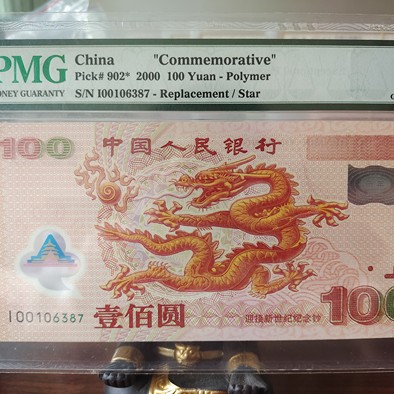 PMG
China "Commemorative"
Pick# 902* 2000 100 Yuan - Polymer
ONEY GUARANTY
S/N I00106387 - Replacement / Star
100
中国人民银行
I00106387
壹佰圆
迎接新世纪纪念钞
100